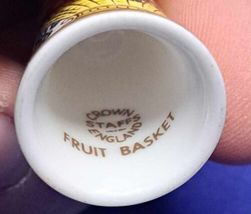 CROWN
STAFFS
ENGLAND
FRUIT BASKET